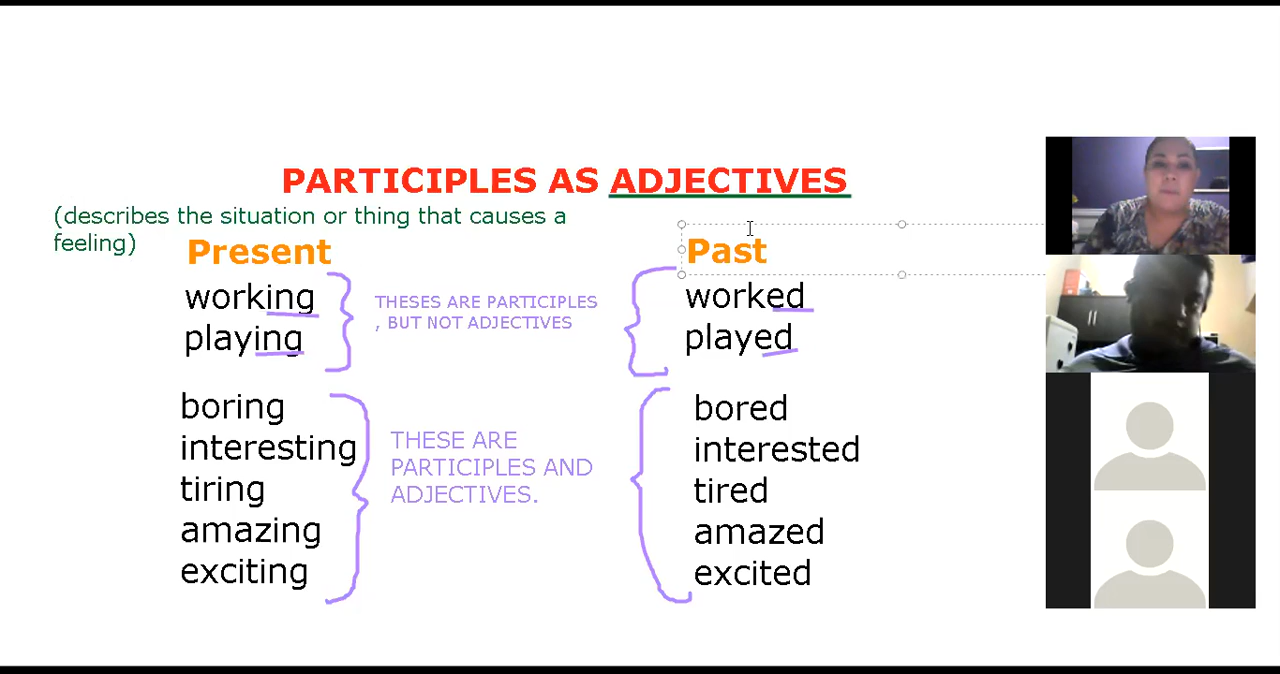 PARTICIPLES AS ADJECTIVES
(describes the situation or thing that causes a
feeling)
Present
working
playing
THESES ARE PARTICIPLES
, BUT NOT ADJECTIVES
boring
interesting
tiring
amazing
exciting
THESE ARE
PARTICIPLES AND
ADJECTIVES.
Past
worked
played
bored
interested
tired
amazed
excited